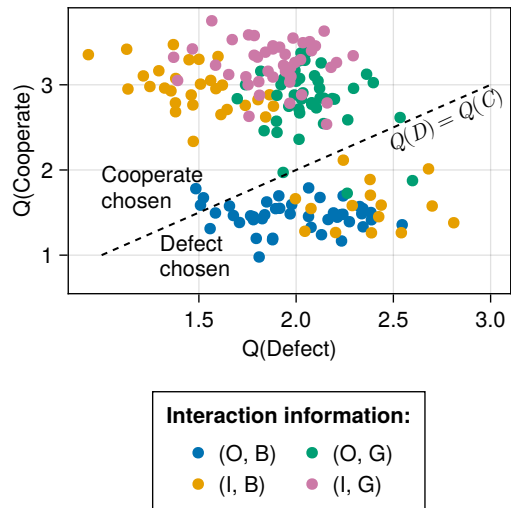 3
2
1
Q(Cooperate)
Cooperate
chosen
Defect
chosen
Q(D) = Q(C)
1.5 2.0 2.5 3.0
Q(Defect)
Interaction information:
(O, B) (O, G)
(I, B) (I, G)